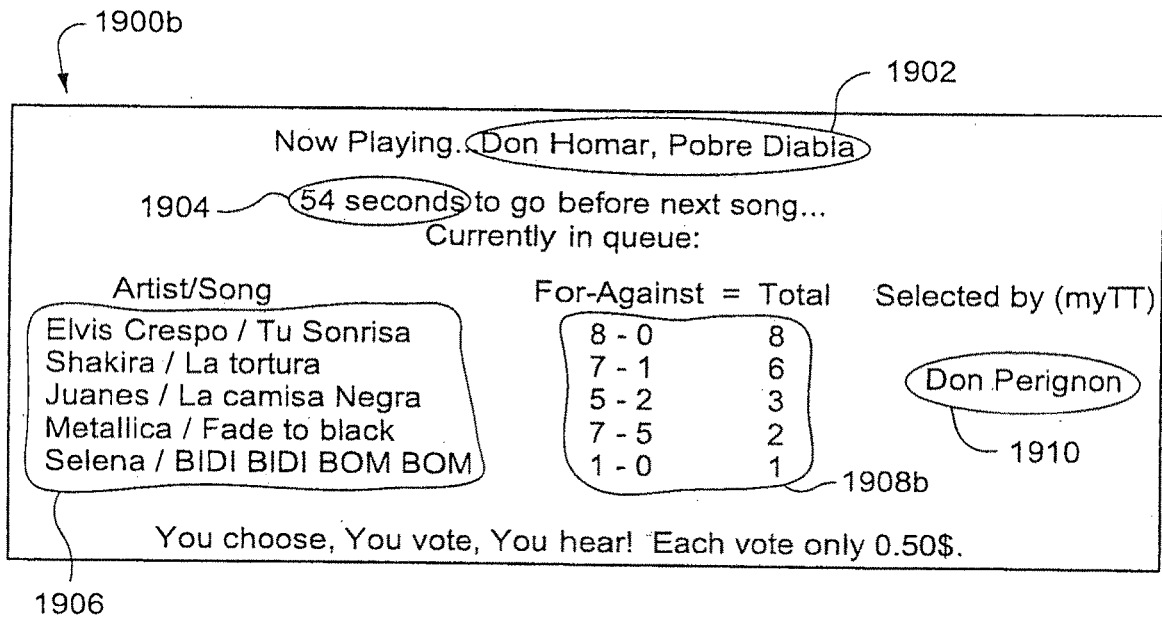 1900b
1902
Now Playing...Don Homar, Pobre Diabla
1904
54 seconds to go before next song...
Currently in queue:
Artist/Song For-Against = Total Selected by (myTT)
Elvis Crespo / Tu Sonrisa 8 - 0 8
Shakira / La tortura 7 - 1 6
Juanes / La camisa Negra 5 - 2 3 Don Perignon
Metallica / Fade to black 7 - 5 2
Selena / BIDI BIDI BOM BOM 1 - 0 1
1910
1908b
You choose, You vote, You hear! Each vote only 0.50$.
1906